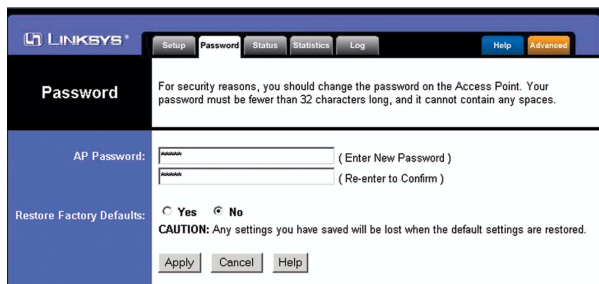 LINKSYS®
Setup Password Status Statistics Log Help Advanced
Password
For security reasons, you should change the password on the Access Point. Your
password must be fewer than 32 characters long, and it cannot contain any spaces.
AP Password: ***** ( Enter New Password )
***** ( Re-enter to Confirm )
Restore Factory Defaults: Yes No
CAUTION: Any settings you have saved will be lost when the default settings are restored.
Apply Cancel Help